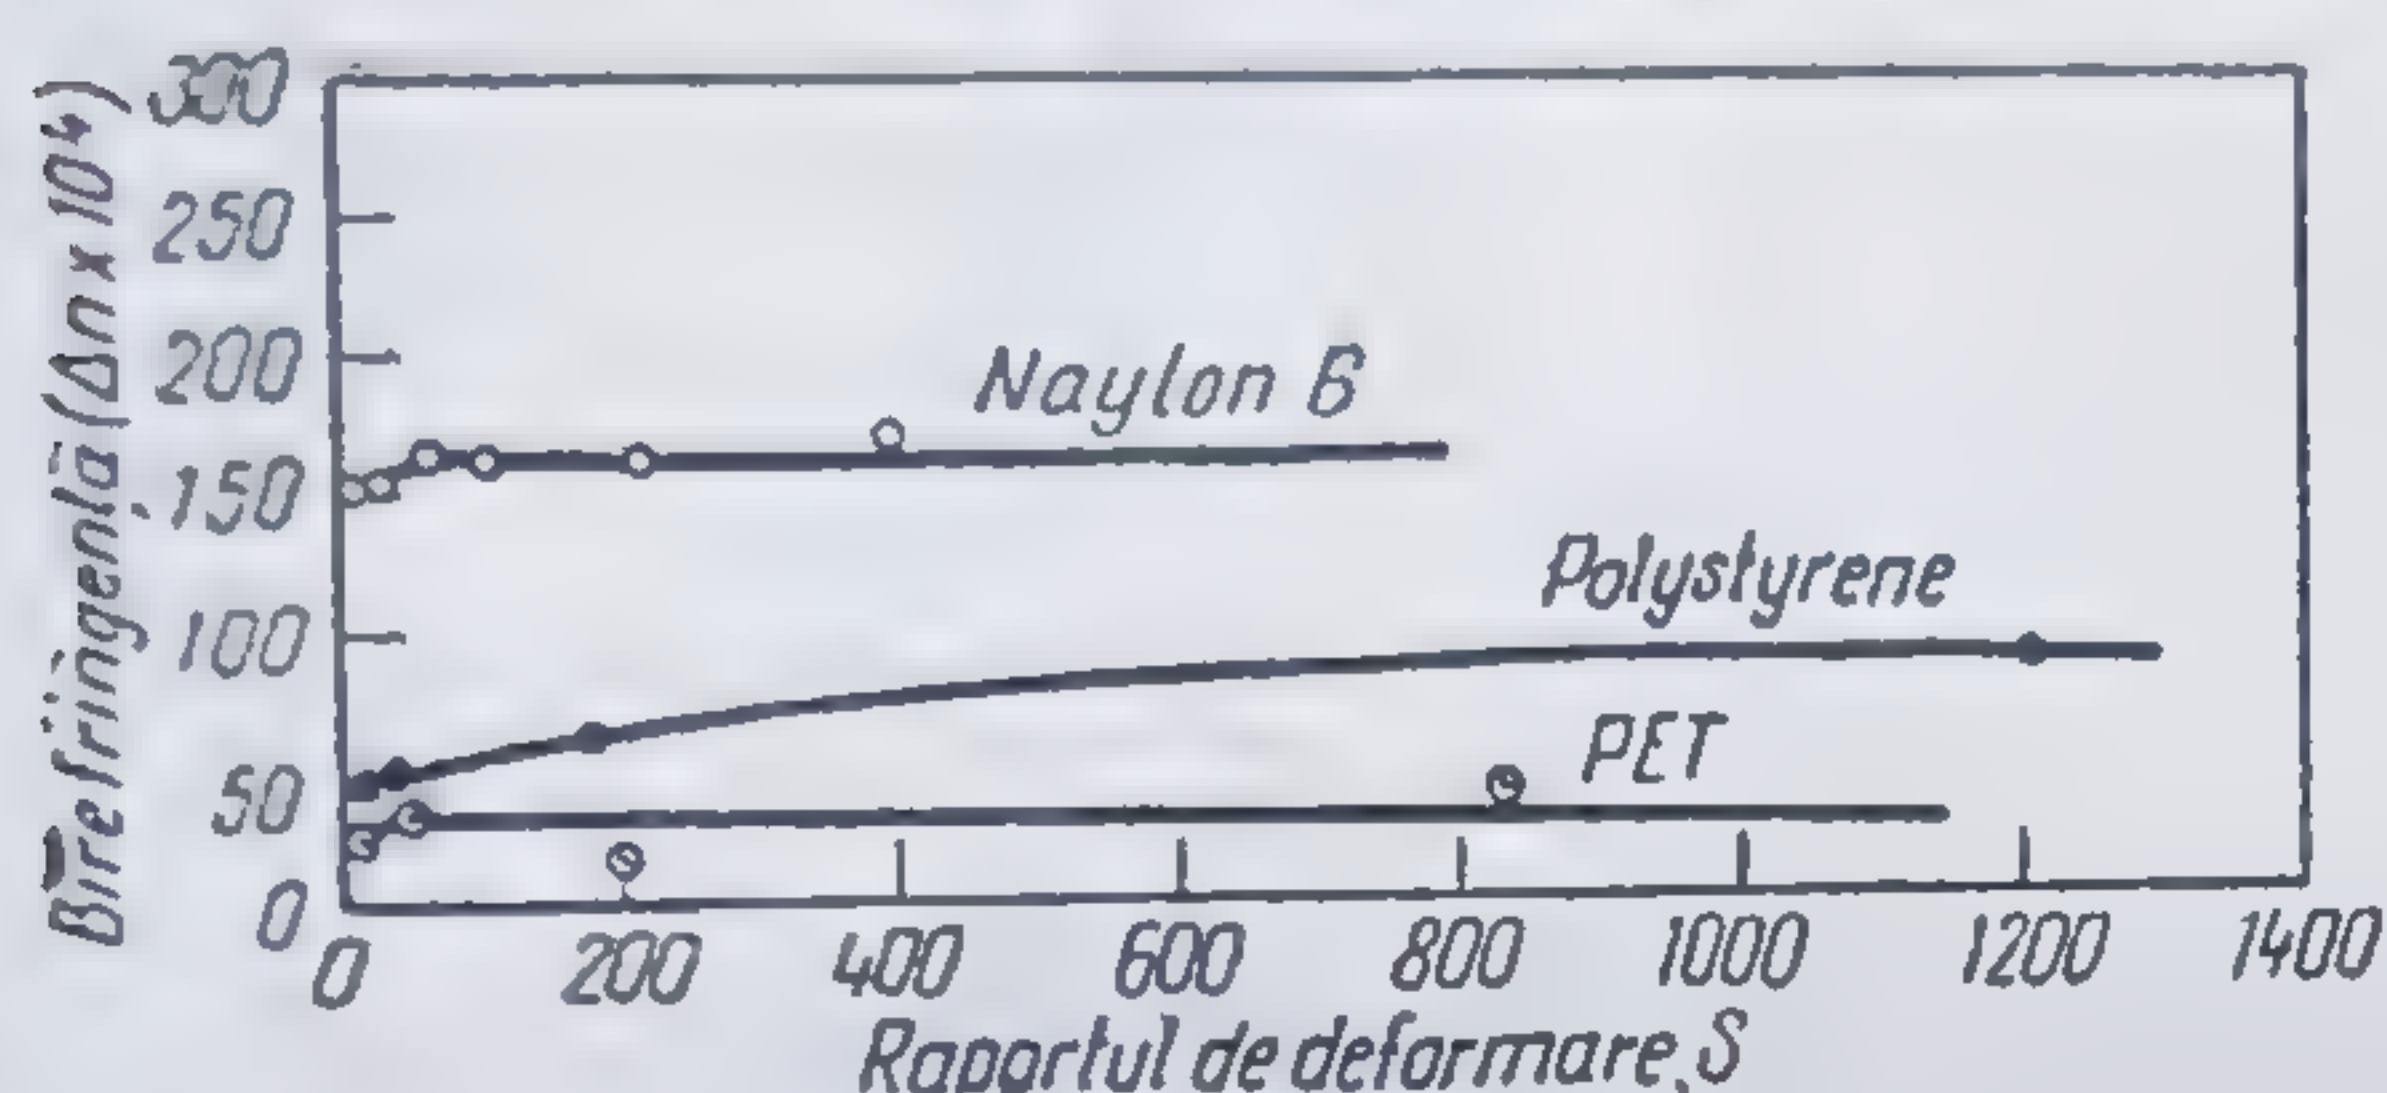 Birefringenţa (Δn x 10⁴)
300
250
200
150
100
50
0
Naylon 6
Polystyrene
PET
0 200 400 600 800 1000 1200 1400
Raportul de deformare, S